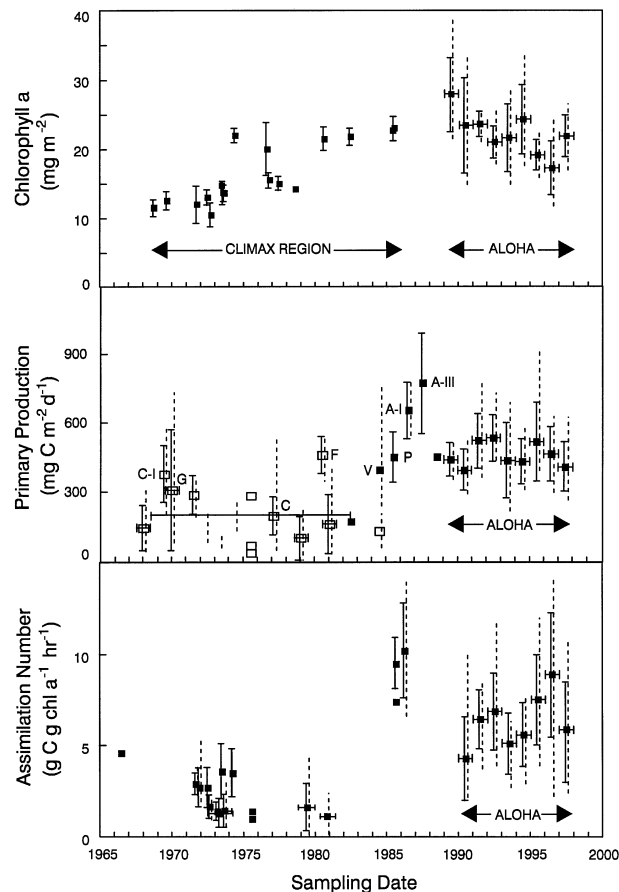 40
30
20
10
0
Chlorophyll a
(mg m-2)
CLIMAX REGION
ALOHA
900
600
300
0
Primary Production
(mg C m-2 d-1)
C-I
G
C
F
V
P
A-I
A-III
ALOHA
10
5
0
Assimilation Number
(g C g chl a-1 hr-1)
ALOHA
1965 1970 1975 1980 1985 1990 1995 2000
Sampling Date